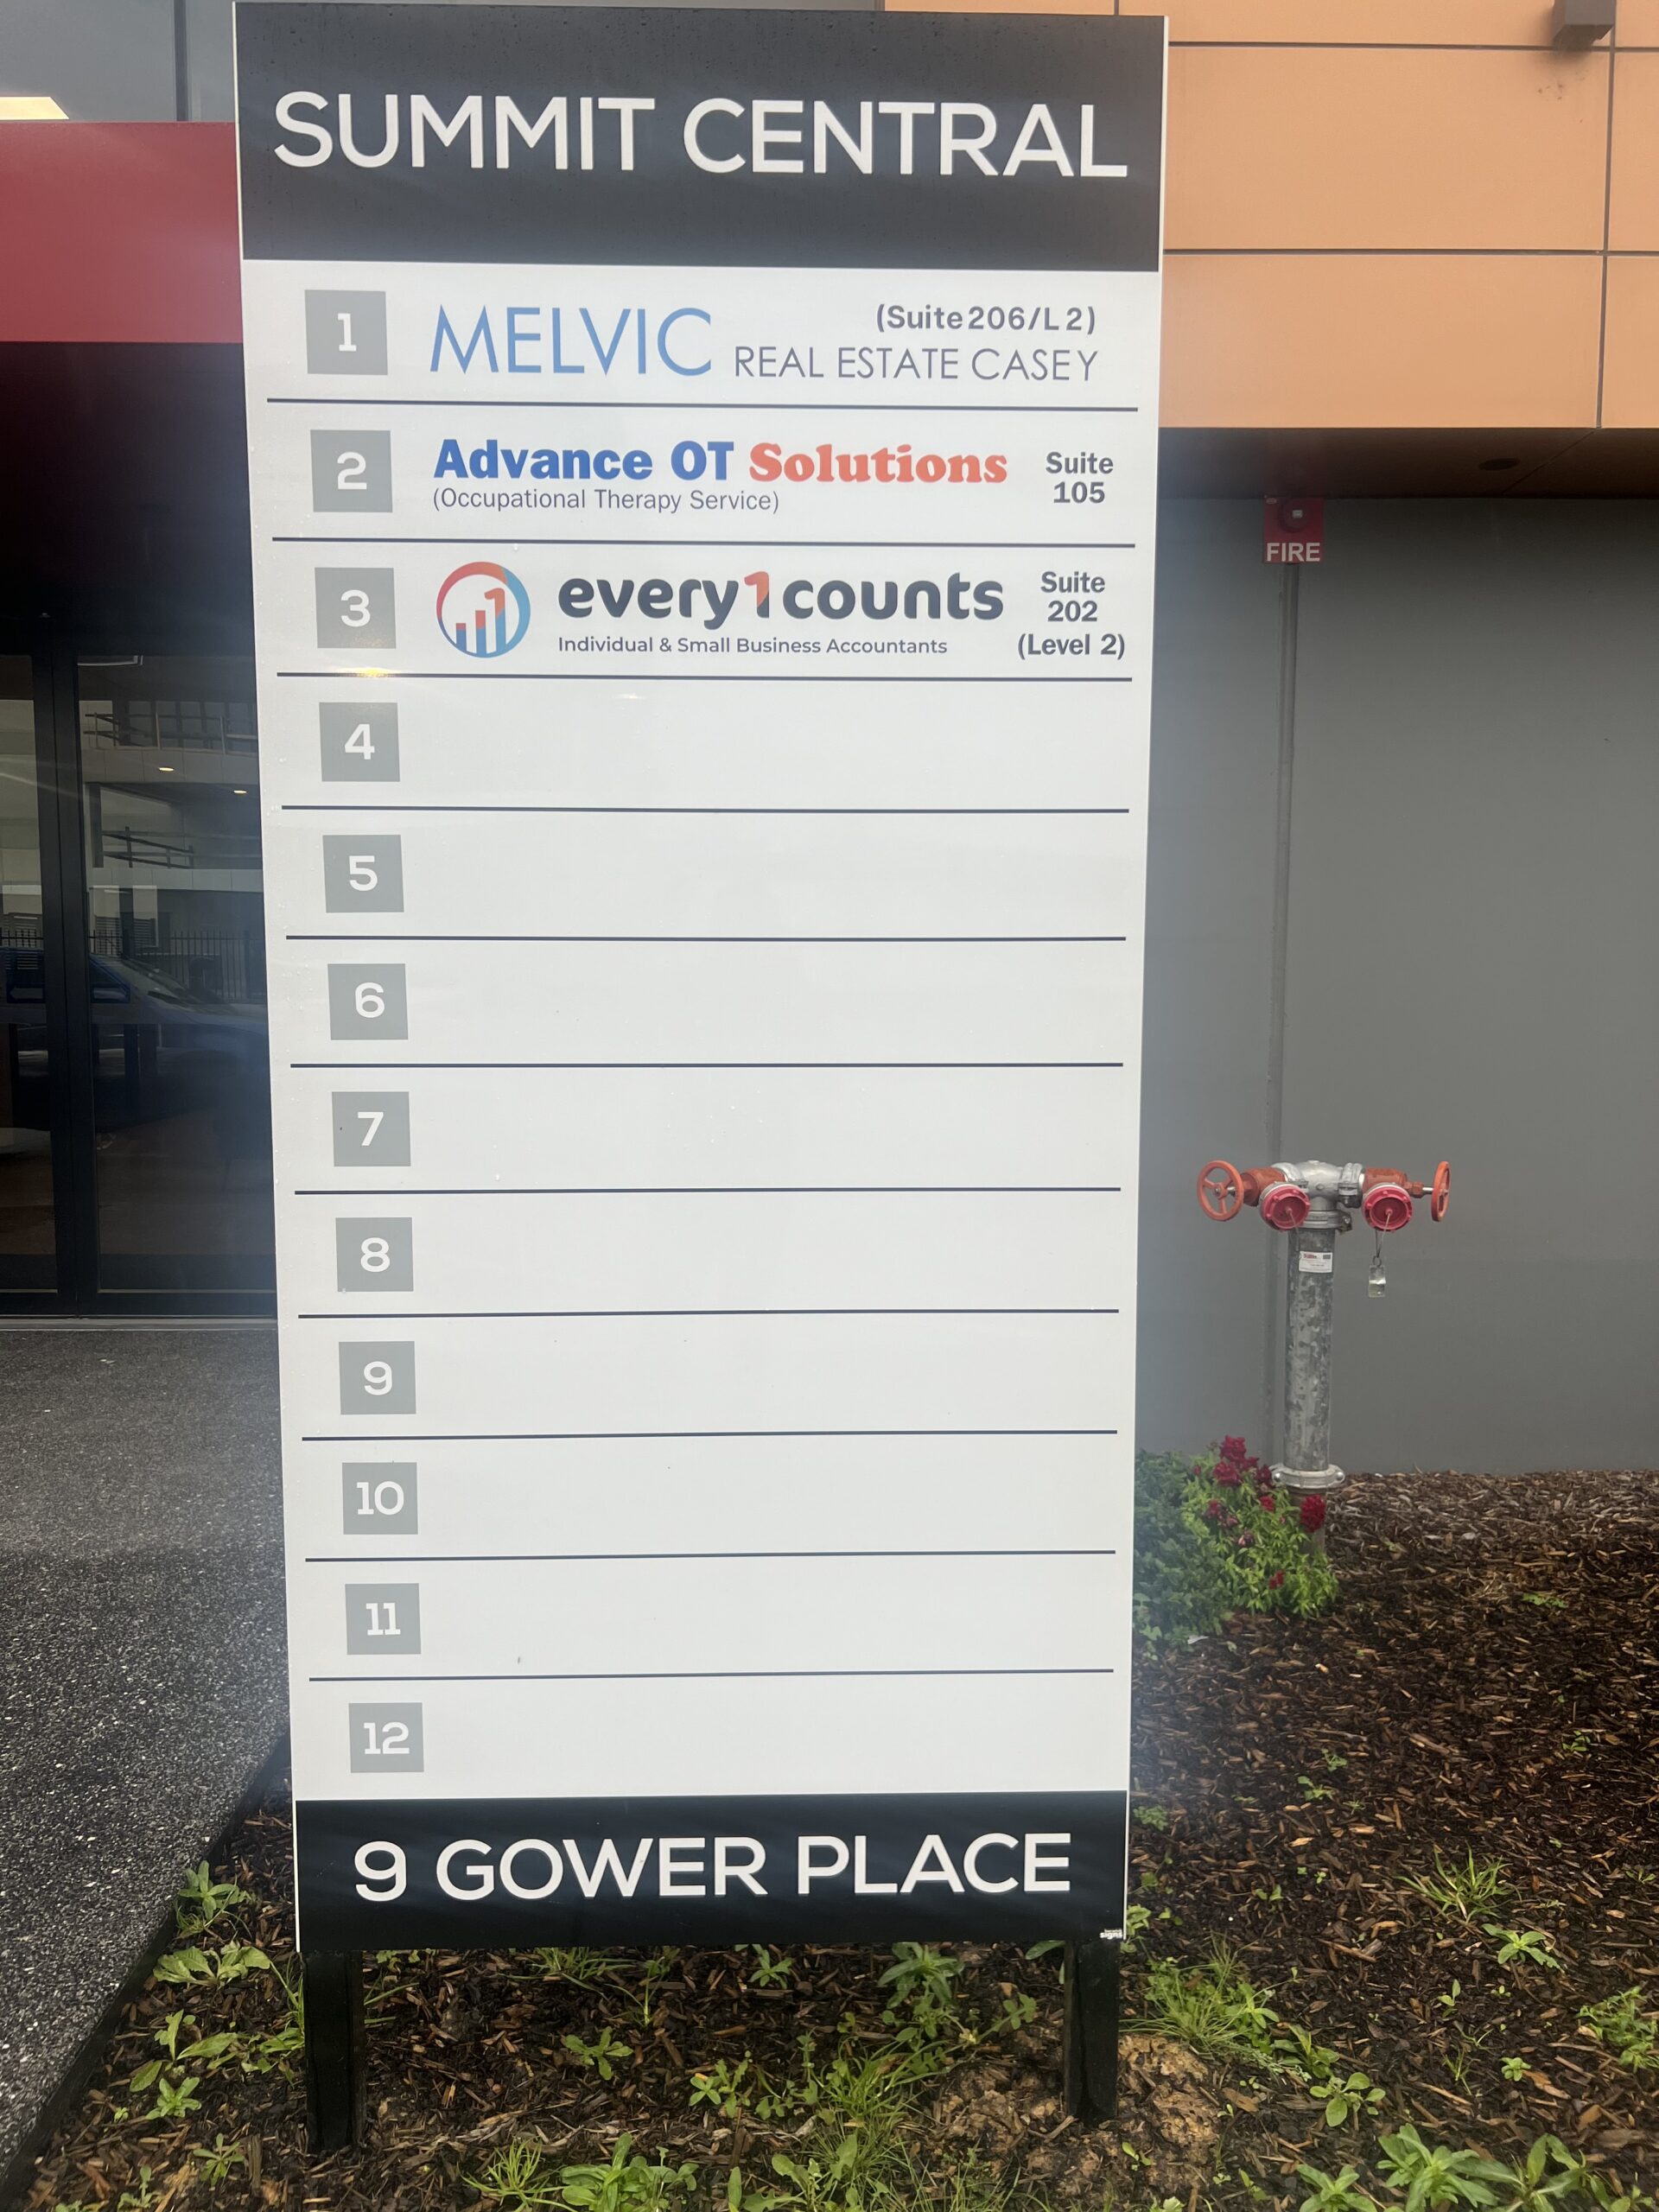 SUMMIT CENTRAL
1 MELVIC (Suite 206/L 2)
REAL ESTATE CASEY
2 Advance OT Solutions Suite
(Occupational Therapy Service) 105
3 every1counts Suite
202
Individual & Small Business Accountants (Level 2)
4
5
6
7
8
9
10
11
12
9 GOWER PLACE
signs
FIRE